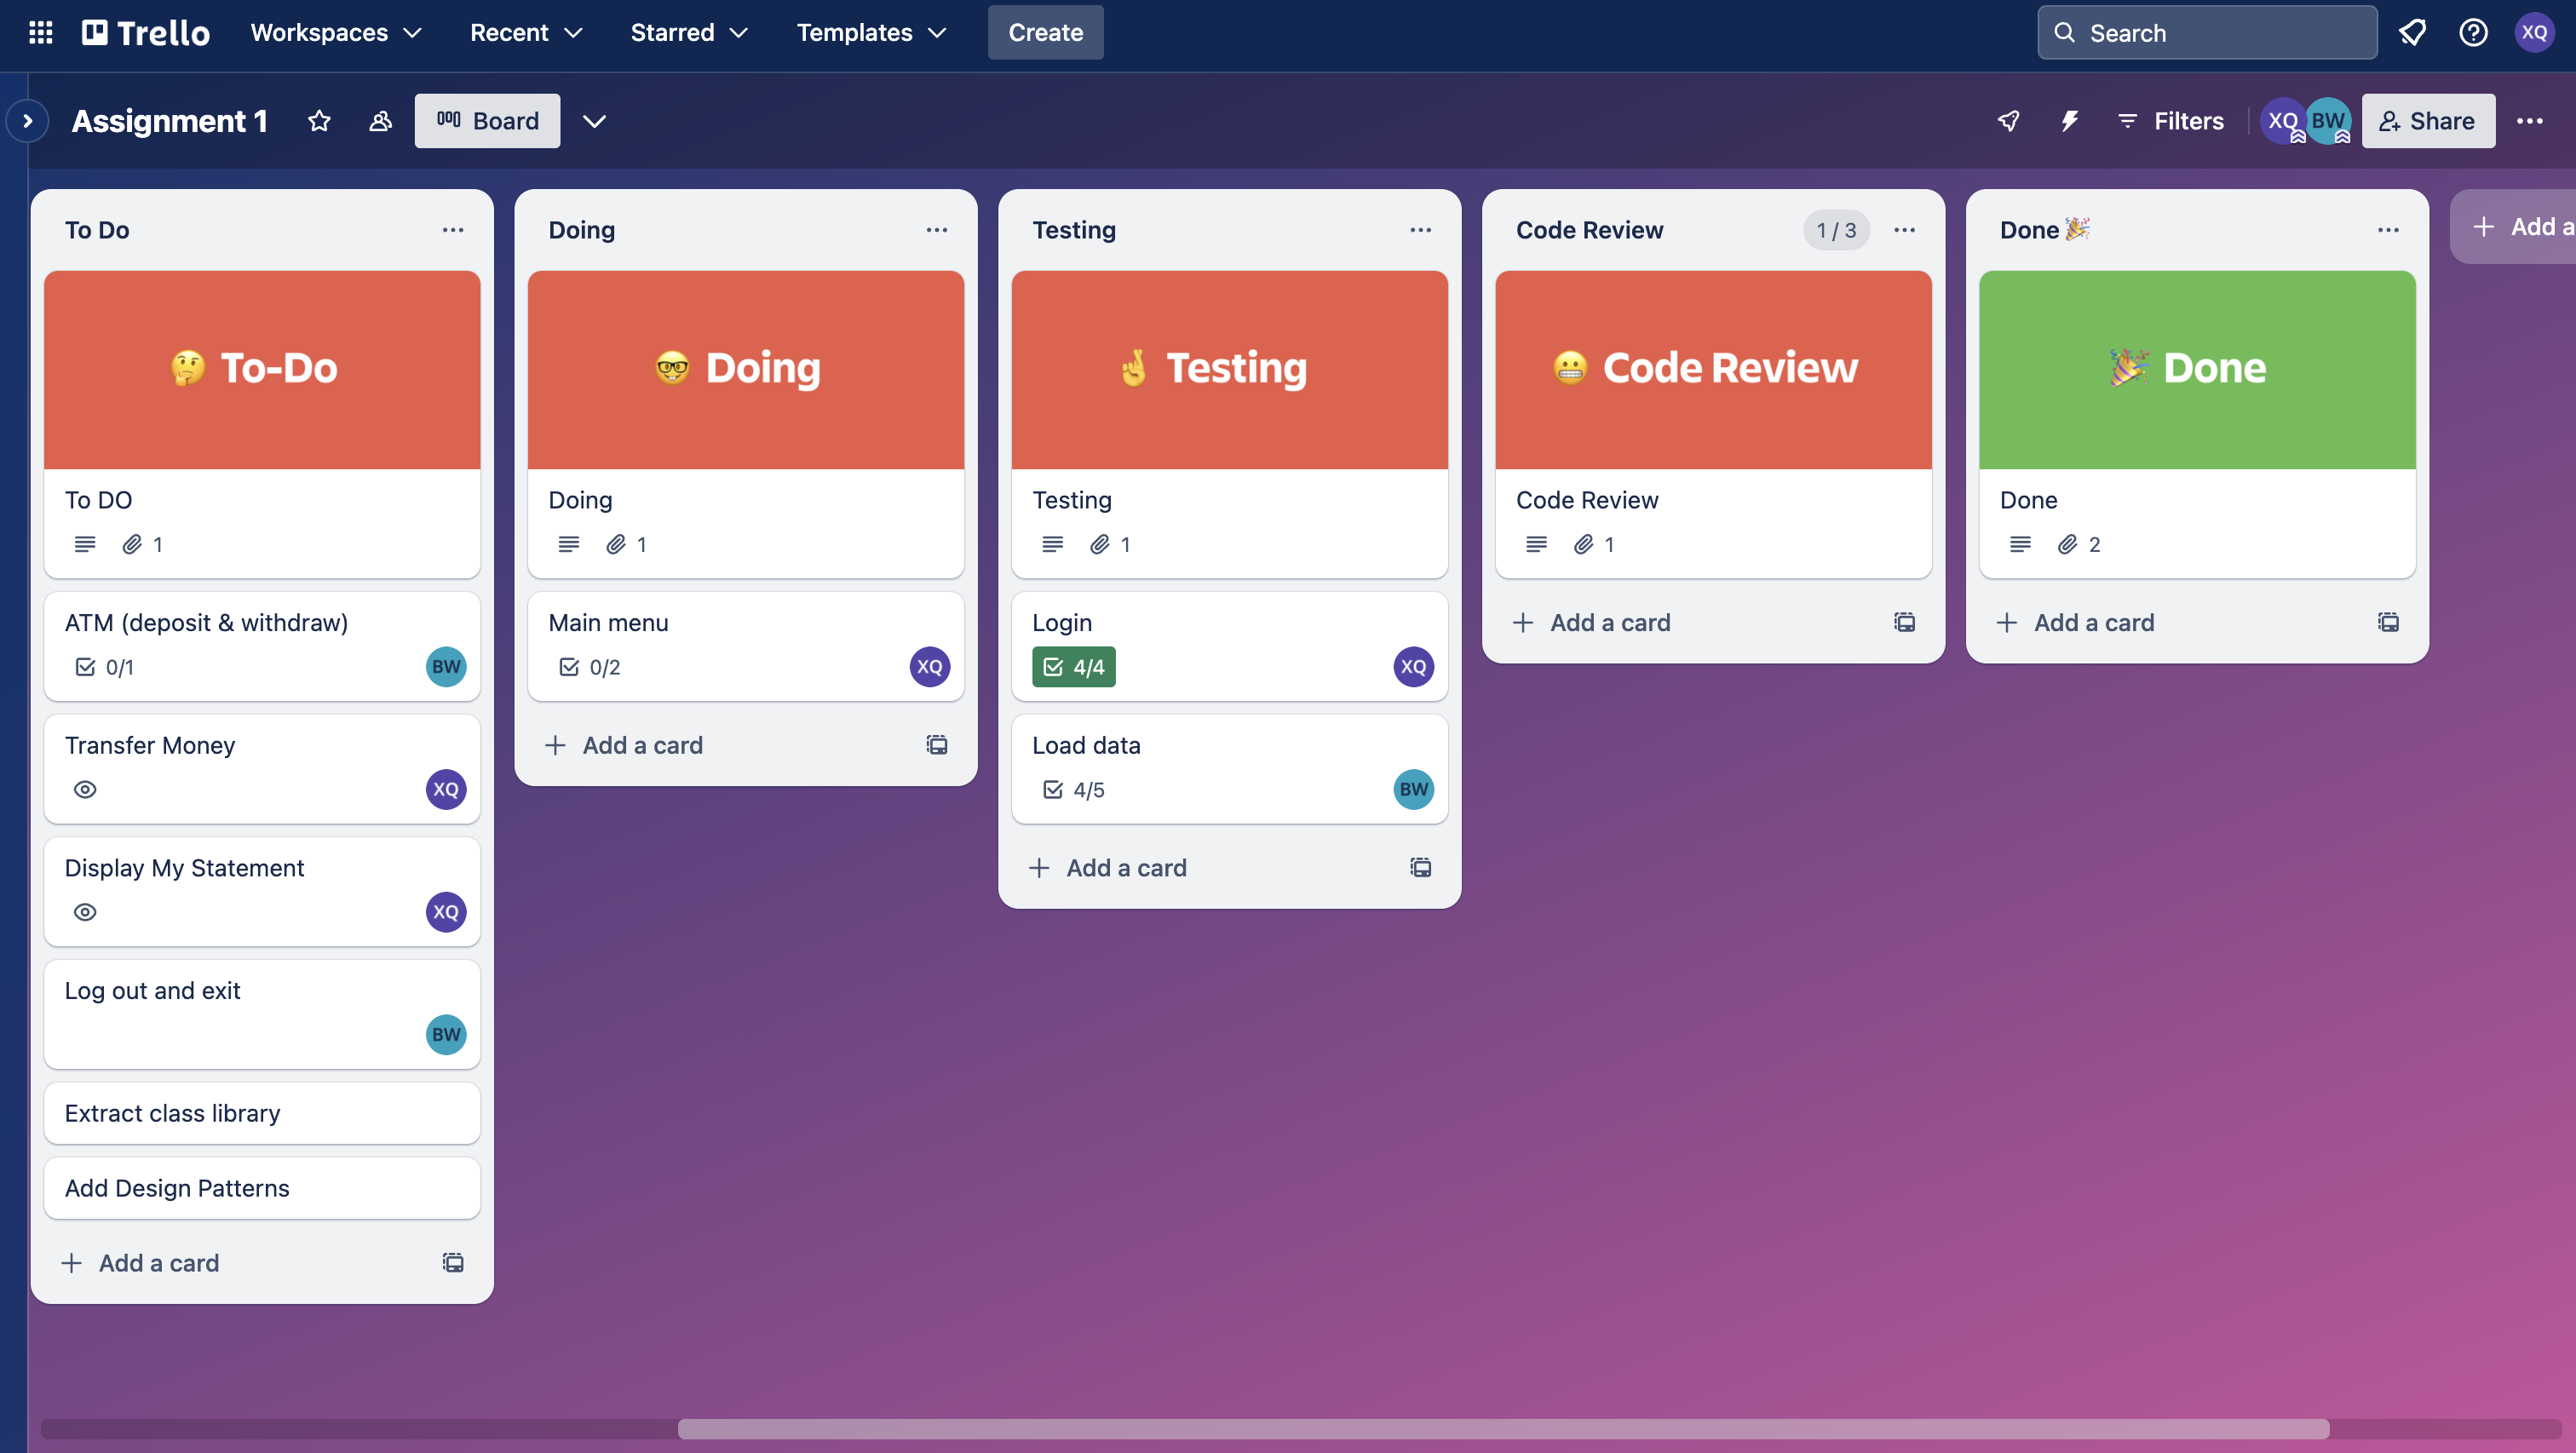 Trello Workspaces Recent Starred Templates Create Search XQ
Assignment 1 Board Filters XQ BW Share
To Do
🤔 To-Do
To DO
1
ATM (deposit & withdraw)
0/1 BW
Transfer Money
XQ
Display My Statement
XQ
Log out and exit
BW
Extract class library
Add Design Patterns
+ Add a card
Doing
🤓 Doing
Doing
1
Main menu
0/2 XQ
+ Add a card
Testing
🤞 Testing
Testing
1
Login
4/4 XQ
Load data
4/5 BW
+ Add a card
Code Review 1 / 3
😬 Code Review
Code Review
1
+ Add a card
Done 🎉
🎉 Done
Done
2
+ Add a card
+ Add a